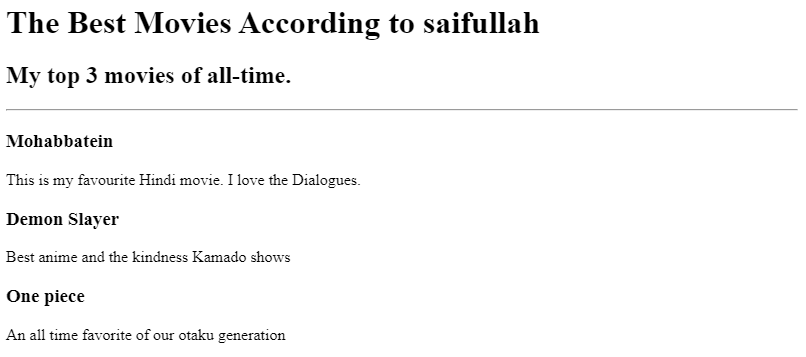 The Best Movies According to saifullah
My top 3 movies of all-time.
Mohabbatein
This is my favourite Hindi movie. I love the Dialogues.
Demon Slayer
Best anime and the kindness Kamado shows
One piece
An all time favorite of our otaku generation